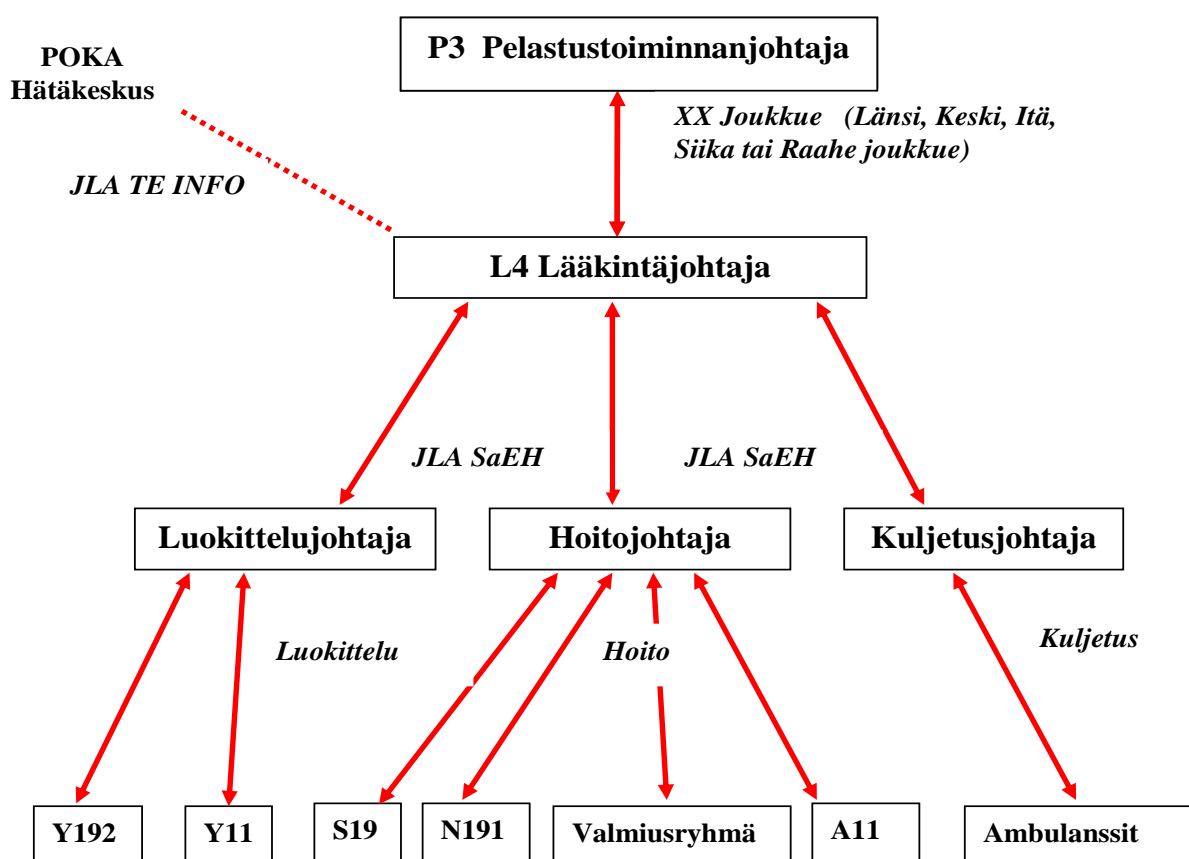 P3 Pelastustoiminnanjohtaja
POKA
Hätäkeskus
XX Joukkue (Länsi, Keski, Itä,
Siika tai Raahe joukkue)
JLA TE INFO
L4 Lääkintäjohtaja
JLA SaEH
JLA SaEH
Luokittelujohtaja
Hoitojohtaja
Kuljetusjohtaja
Luokittelu
Hoito
Kuljetus
Y192
Y11
S19
N191
Valmiusryhmä
A11
Ambulanssit